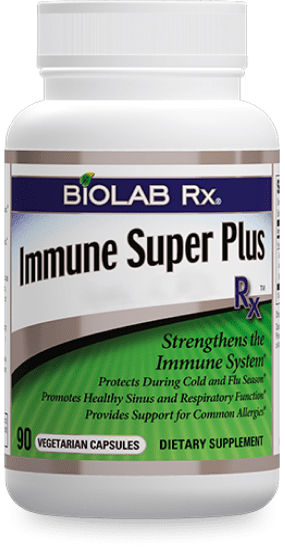 BiOLAB Rx®
Immune Super Plus
Rx™
Strengthens the
Immune System*
Protects During Cold and Flu Season*
Promotes Healthy Sinus and Respiratory Function*
Provides Support for Common Allergies*
90 VEGETARIAN CAPSULES DIETARY SUPPLEMENT